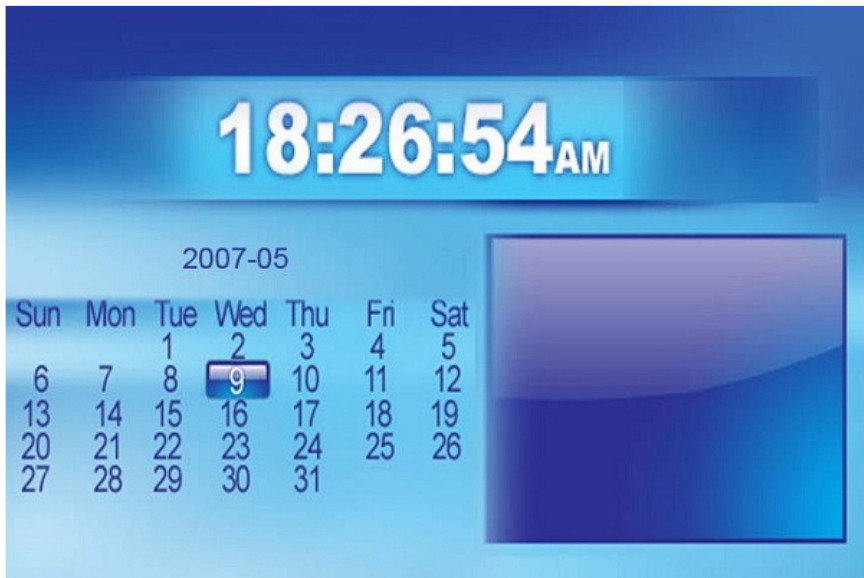 18:26:54AM
2007-05
Sun Mon Tue Wed Thu Fri Sat
1 2 3 4 5
6 7 8 9 10 11 12
13 14 15 16 17 18 19
20 21 22 23 24 25 26
27 28 29 30 31